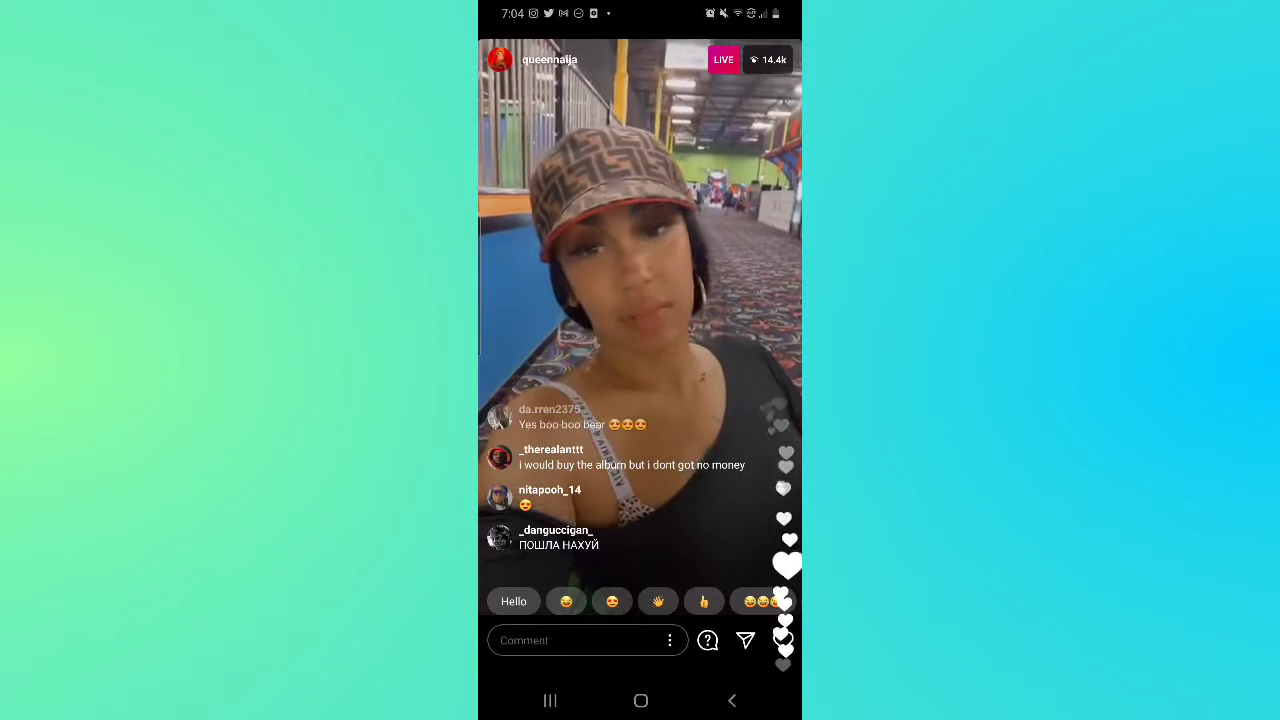 7:04
queennaija
LIVE
14.4k
da.rren2375
Yes boo-boo bear 😍😍😍
_therealanttt
i would buy the album but i dont got no money
nitapooh_14
😍
_danguccigan_
ПОШЛА НАХУЙ
Hello 😂 😍 👋 👍 😂😂😂
Comment